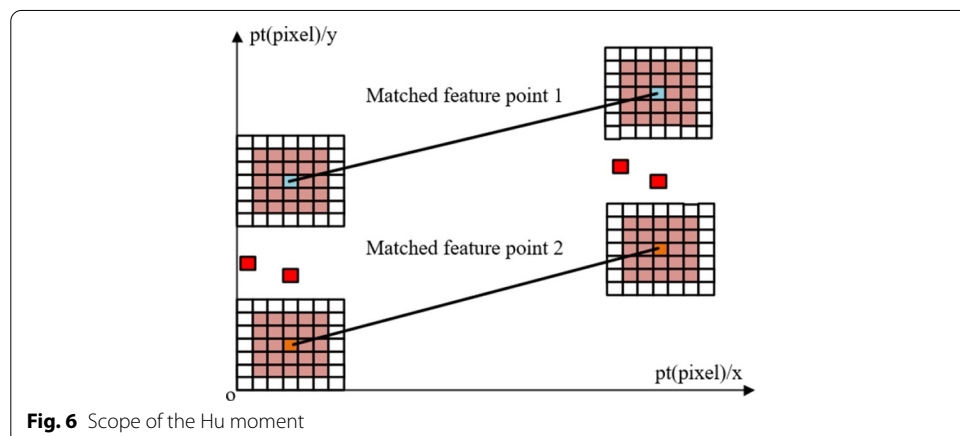 pt(pixel)/y
Matched feature point 1
Matched feature point 2
pt(pixel)/x
o
Fig. 6 Scope of the Hu moment